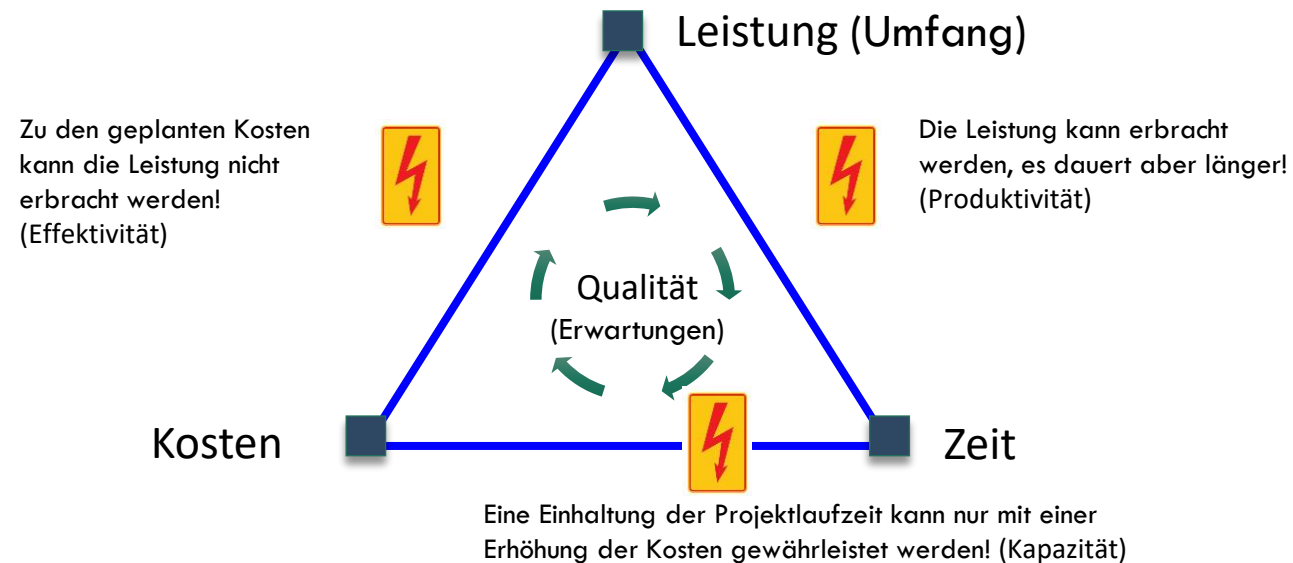 Leistung (Umfang)
Zu den geplanten Kosten
kann die Leistung nicht
erbracht werden!
(Effektivität)
Die Leistung kann erbracht
werden, es dauert aber länger!
(Produktivität)
Qualität
(Erwartungen)
Kosten
Zeit
Eine Einhaltung der Projektlaufzeit kann nur mit einer
Erhöhung der Kosten gewährleistet werden! (Kapazität)